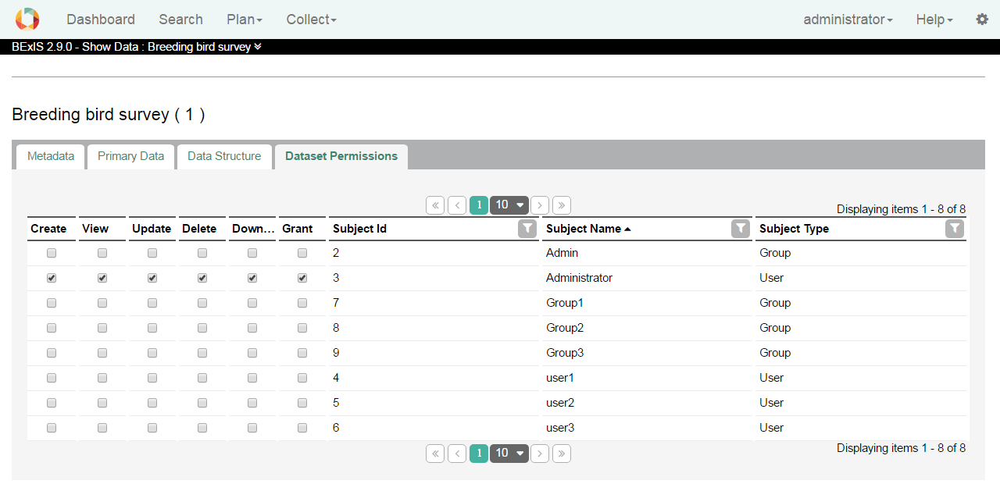 Dashboard Search Plan Collect administrator Help
BExIS 2.9.0 - Show Data : Breeding bird survey
Breeding bird survey ( 1 )
Metadata Primary Data Data Structure Dataset Permissions
« ‹ 1 10 › »
Displaying items 1 - 8 of 8
Create View Update Delete Down... Grant Subject Id Subject Name Subject Type
2 Admin Group
3 Administrator User
7 Group1 Group
8 Group2 Group
9 Group3 Group
4 user1 User
5 user2 User
6 user3 User
« ‹ 1 10 › »
Displaying items 1 - 8 of 8